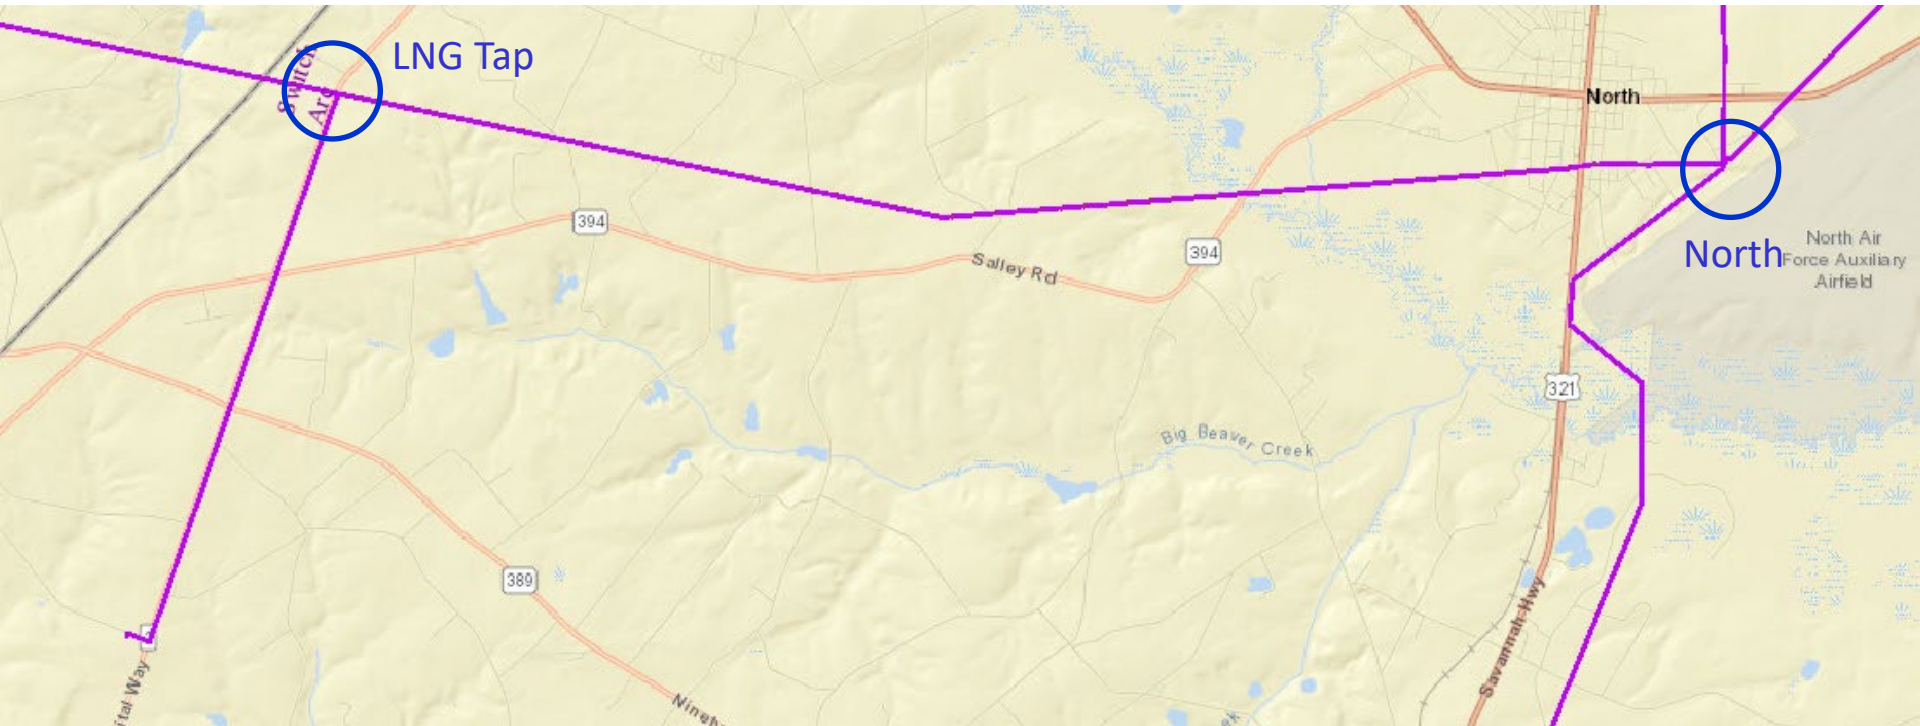 LNG Tap
Switch
North
394
394
Salley Rd
North
North Air
Force Auxiliary
Airfield
321
Big Beaver Creek
389
Savannah Hwy